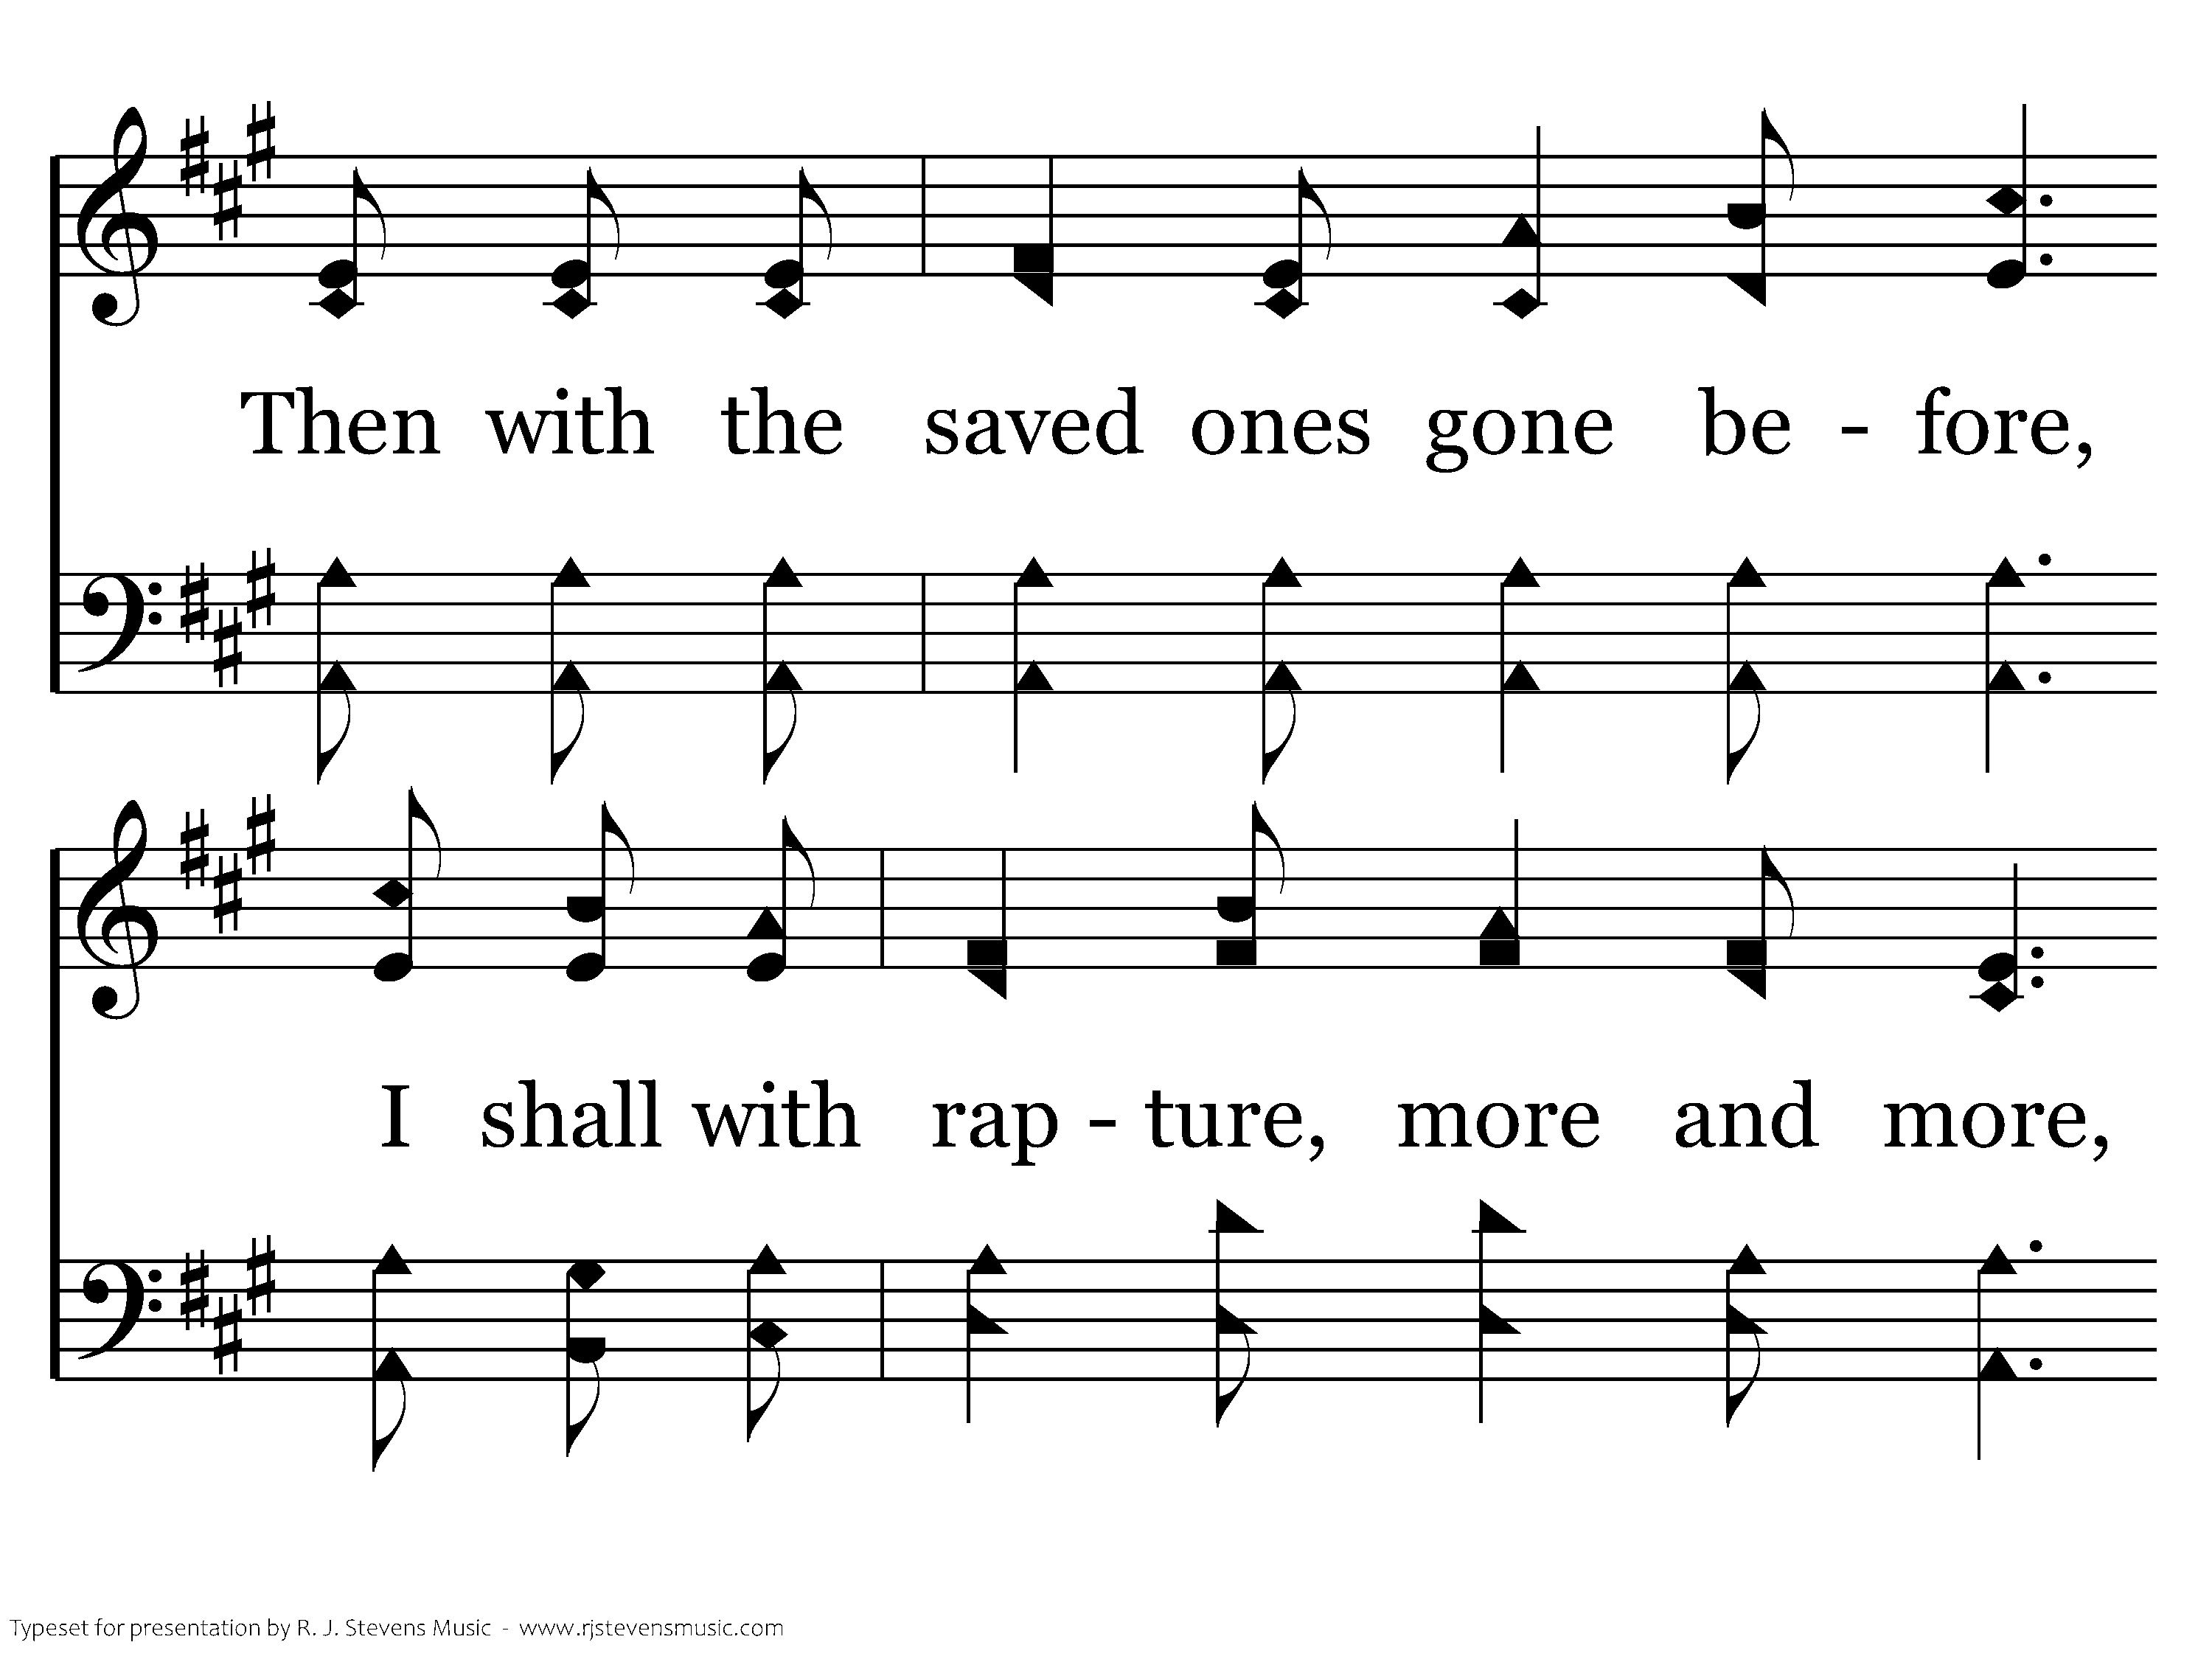 Then with the saved ones gone be - fore,
I shall with rap - ture, more and more,
Typeset for presentation by R. J. Stevens Music - www.rjstevensmusic.com